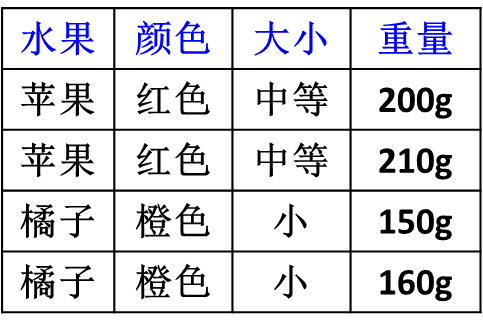 水果 颜色 大小 重量
苹果 红色 中等 200g
苹果 红色 中等 210g
橘子 橙色 小 150g
橘子 橙色 小 160g